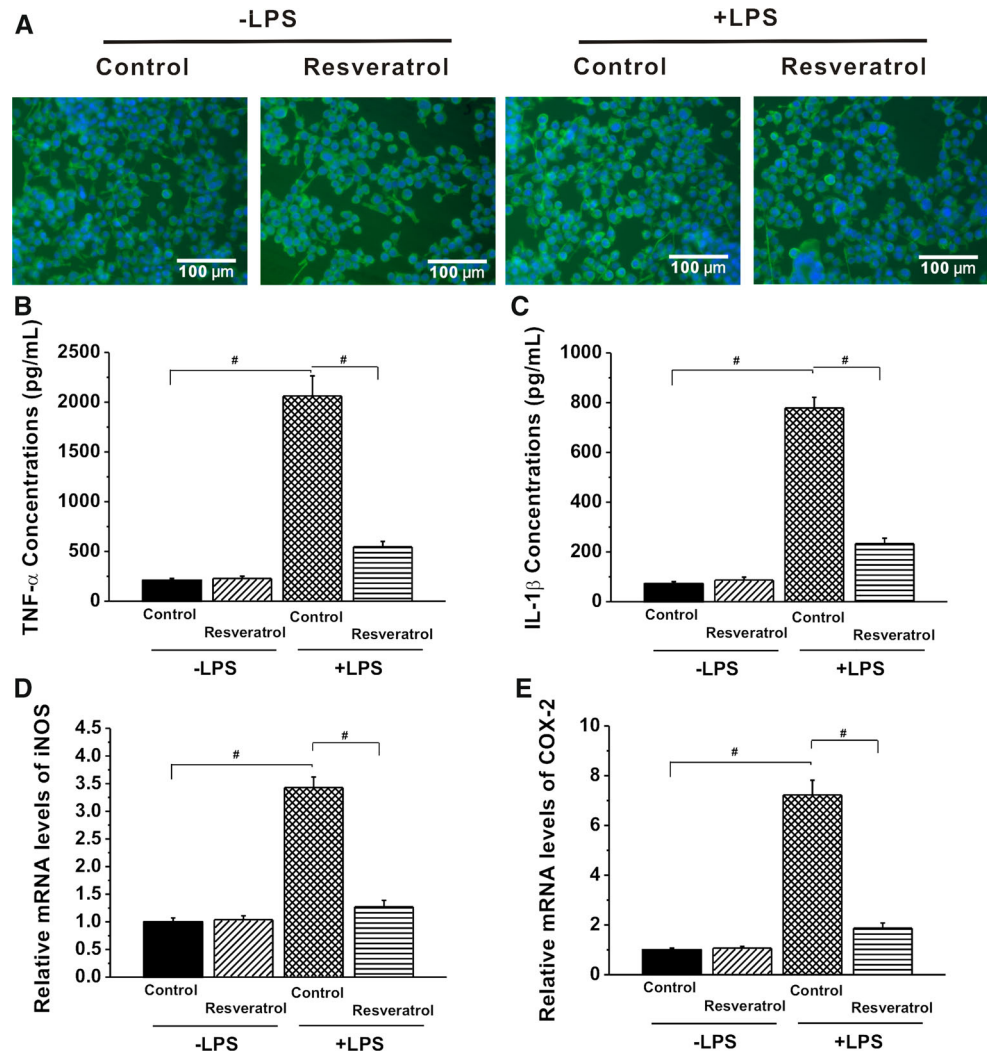 A
-LPS
+LPS
Control
Resveratrol
Control
Resveratrol
100 µm
100 µm
100 µm
100 µm
B
TNF-α Concentrations (pg/mL)
2500
2000
1500
1000
500
0
#
#
Control
Resveratrol
Control
Resveratrol
-LPS
+LPS
C
IL-1β Concentrations (pg/mL)
1000
800
600
400
200
0
#
#
Control
Resveratrol
Control
Resveratrol
-LPS
+LPS
D
Relative mRNA levels of iNOS
4.5
4.0
3.5
3.0
2.5
2.0
1.5
1.0
0.5
0.0
#
#
Control
Resveratrol
Control
Resveratrol
-LPS
+LPS
E
Relative mRNA levels of COX-2
10
8
6
4
2
0
#
#
Control
Resveratrol
Control
Resveratrol
-LPS
+LPS